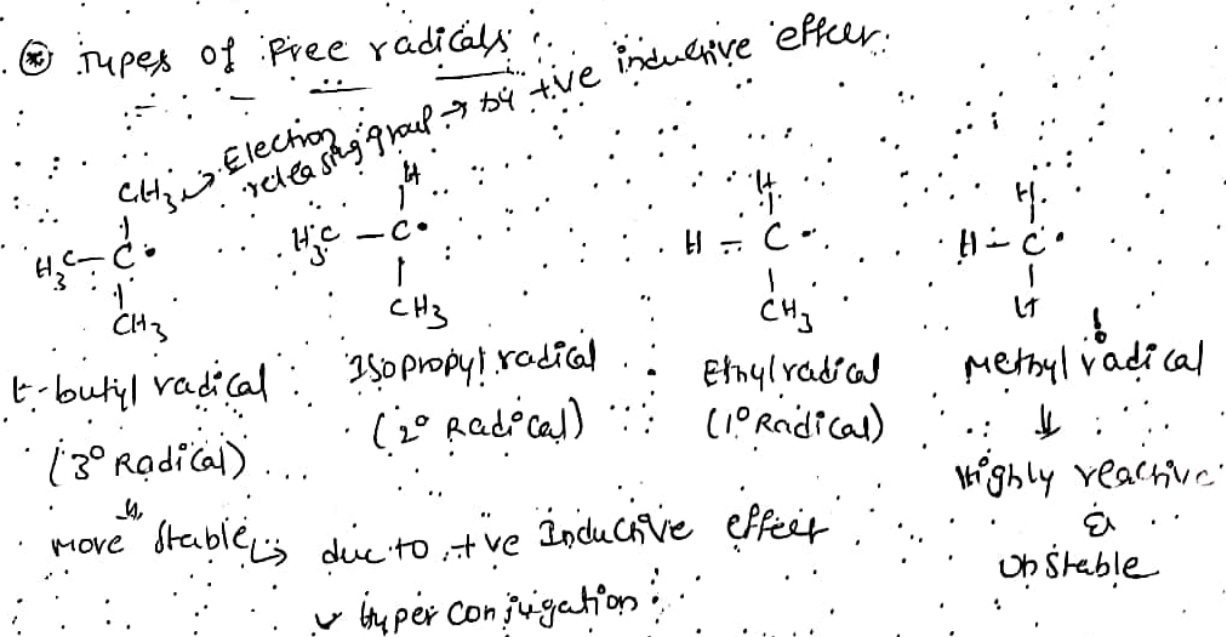 * Types of Free radicals
CH3 → Electron releasing group → by +ve inductive effect.
H3C – C•
CH3
H
H3C – C•
CH3
H
H – C•
CH3
H
H – C•
H
t-butyl radical
(3° Radical)
Isopropyl radical
(2° Radical)
Ethyl radical
(1° Radical)
Methyl radical
↓
Highly reactive
&
Unstable
↓
More Stable ↳ due to +ve Inductive effect
✓ Hyper conjugation